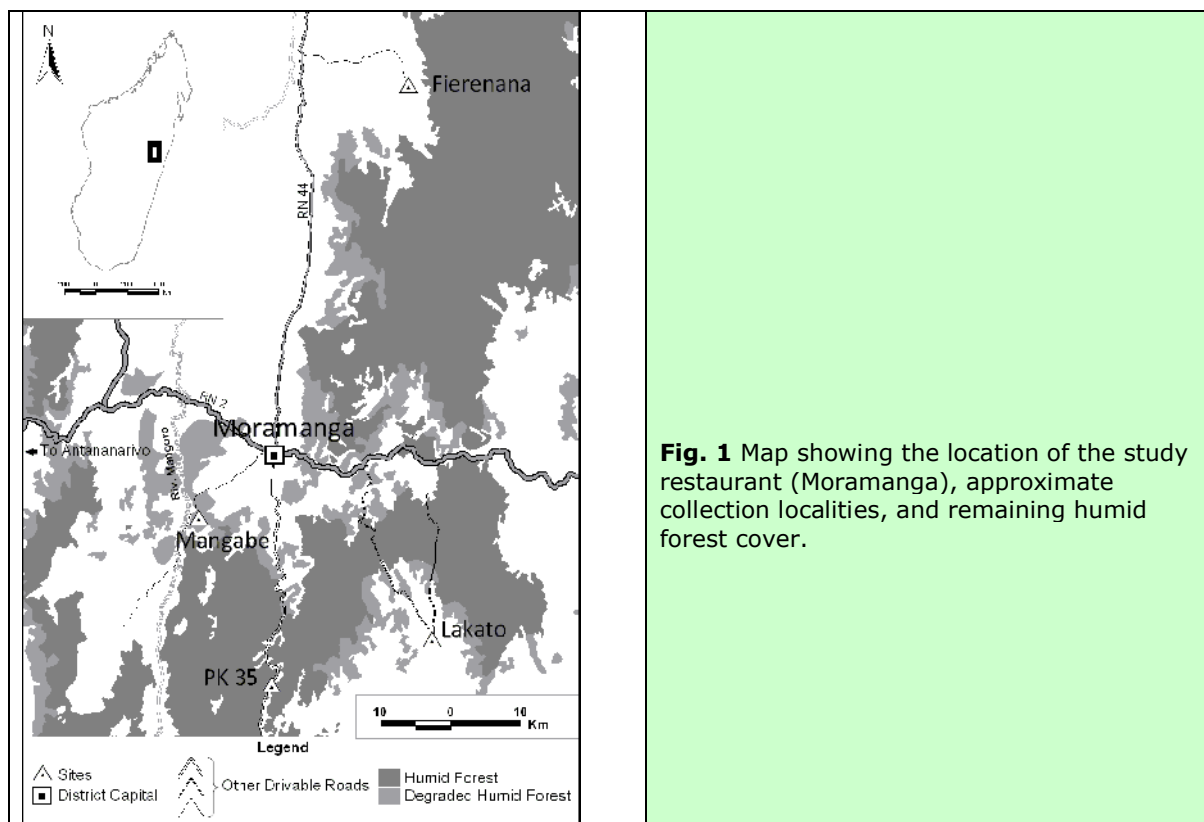 N
Fierenana
RN 44
RN 2
Moramanga
To Antananarivo
Riv. Mangoro
Mangabe
Lakato
PK 35
10 0 10
Km
Legend
Sites
District Capital
Other Drivable Roads
Humid Forest
Degraded Humid Forest
Fig. 1 Map showing the location of the study
restaurant (Moramanga), approximate
collection localities, and remaining humid
forest cover.